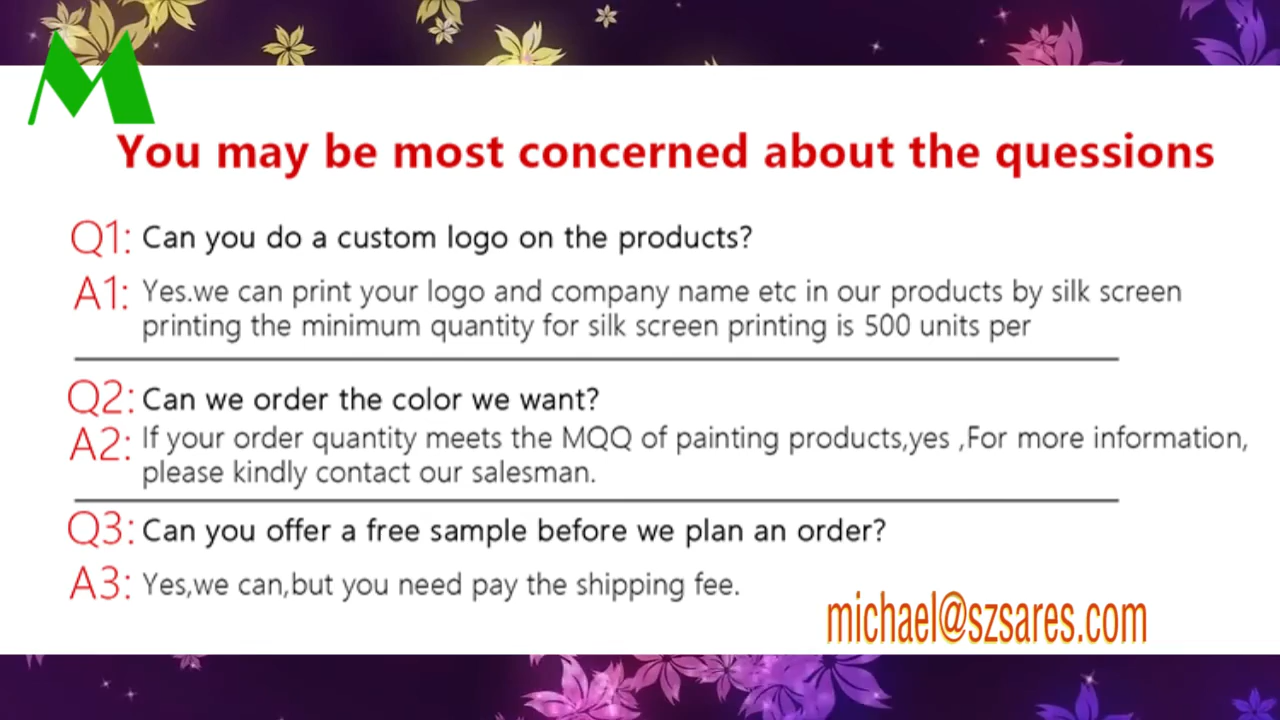 M
You may be most concerned about the quessions
Q1: Can you do a custom logo on the products?
A1: Yes.we can print your logo and company name etc in our products by silk screen
printing the minimum quantity for silk screen printing is 500 units per
Q2: Can we order the color we want?
A2: If your order quantity meets the MQQ of painting products,yes ,For more information,
please kindly contact our salesman.
Q3: Can you offer a free sample before we plan an order?
A3: Yes,we can,but you need pay the shipping fee.
michael@szsares.com